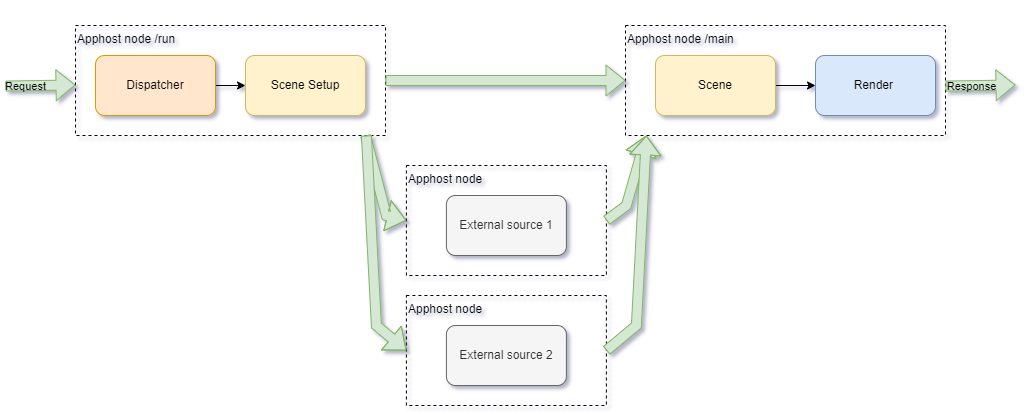 Apphost node /run
Apphost node /main
Request
Dispatcher
Scene Setup
Scene
Render
Response
Apphost node
External source 1
Apphost node
External source 2